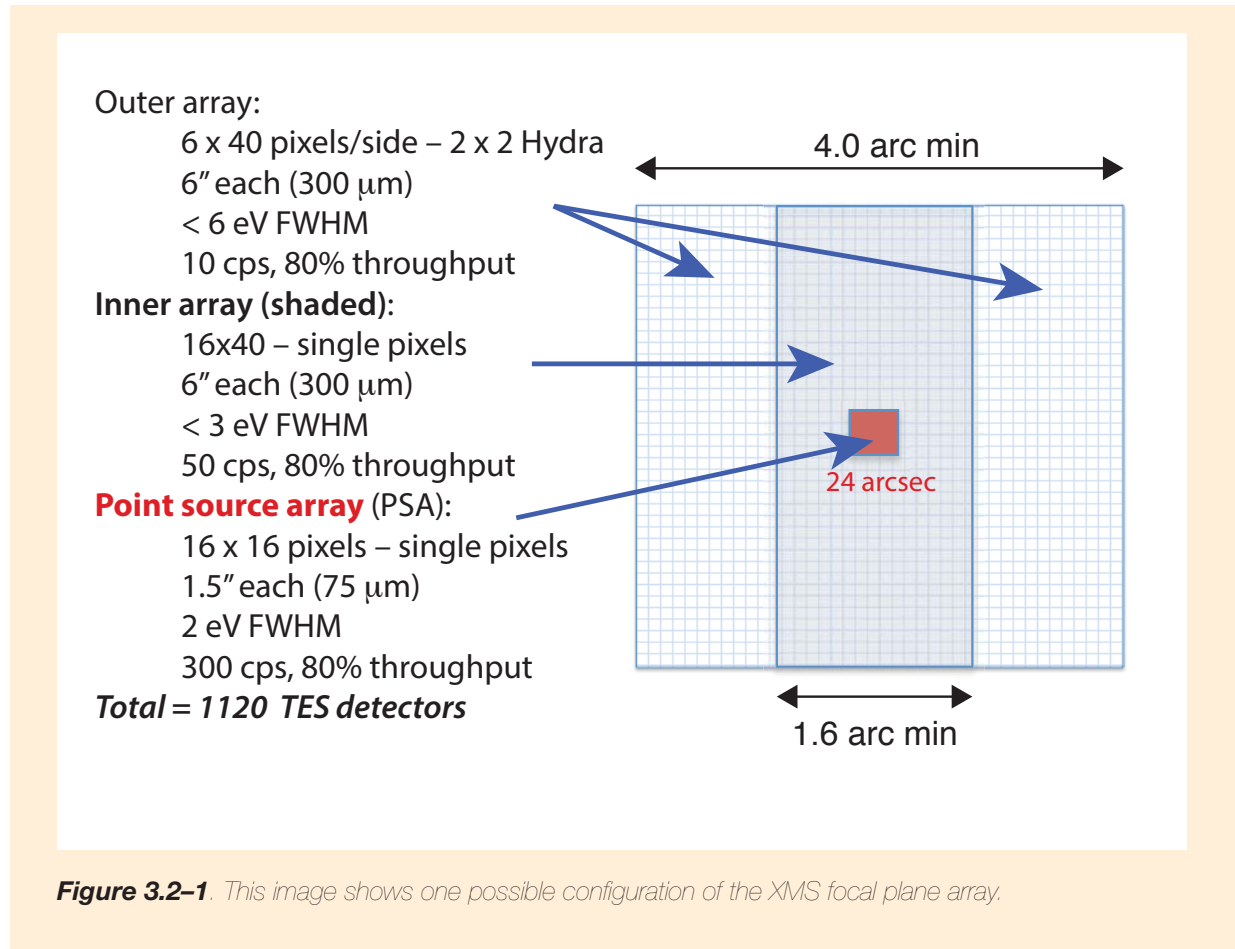 Outer array:
6 x 40 pixels/side – 2 x 2 Hydra
6” each (300 μm)
< 6 eV FWHM
10 cps, 80% throughput
Inner array (shaded):
16x40 – single pixels
6” each (300 μm)
< 3 eV FWHM
50 cps, 80% throughput
Point source array (PSA):
16 x 16 pixels – single pixels
1.5” each (75 μm)
2 eV FWHM
300 cps, 80% throughput
Total = 1120 TES detectors
4.0 arc min
24 arcsec
1.6 arc min
Figure 3.2–1. This image shows one possible configuration of the XMS focal plane array.